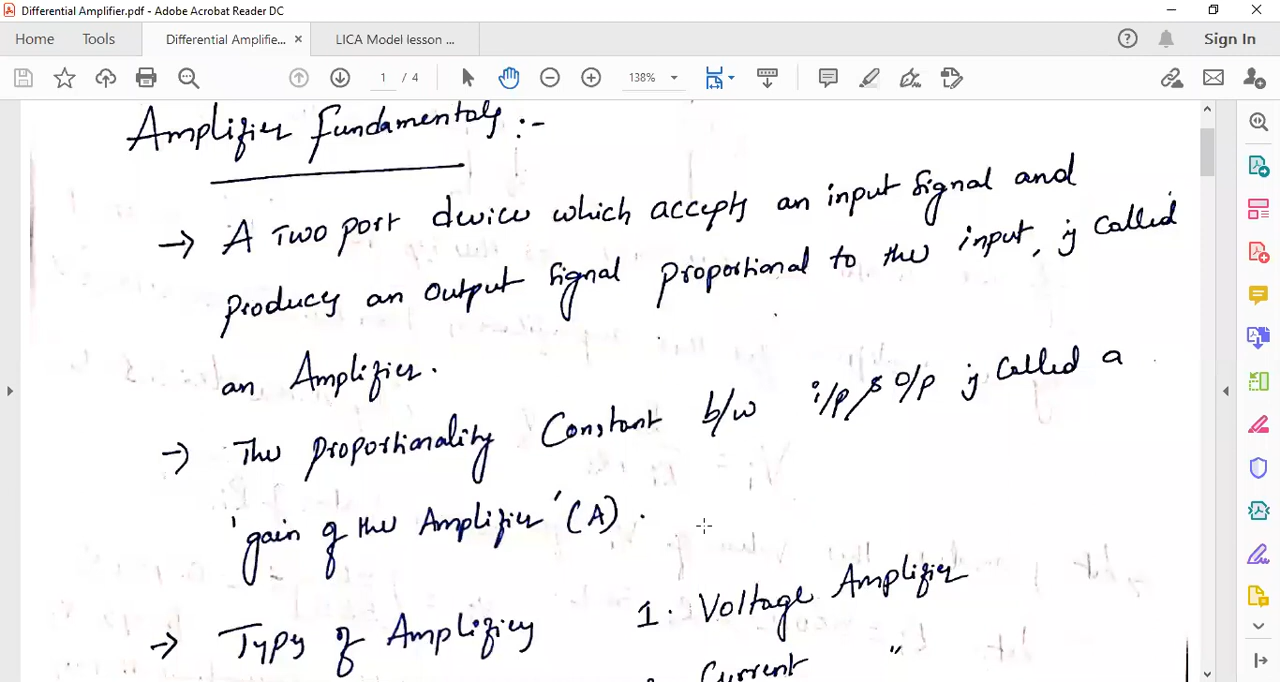 Differential Amplifier.pdf - Adobe Acrobat Reader DC
Home Tools Differential Amplifie... × LICA Model lesson ... Sign In
1 / 4 138%
Amplifier fundamentals :-
→ A Two port device which accepts an input signal and
produces an output signal proportional to the input, is called
an Amplifier.
→ The proportionality Constant b/w i/p & o/p is called a
'gain of the Amplifier' (A).
→ Types of Amplifiers 1. Voltage Amplifier
Current "